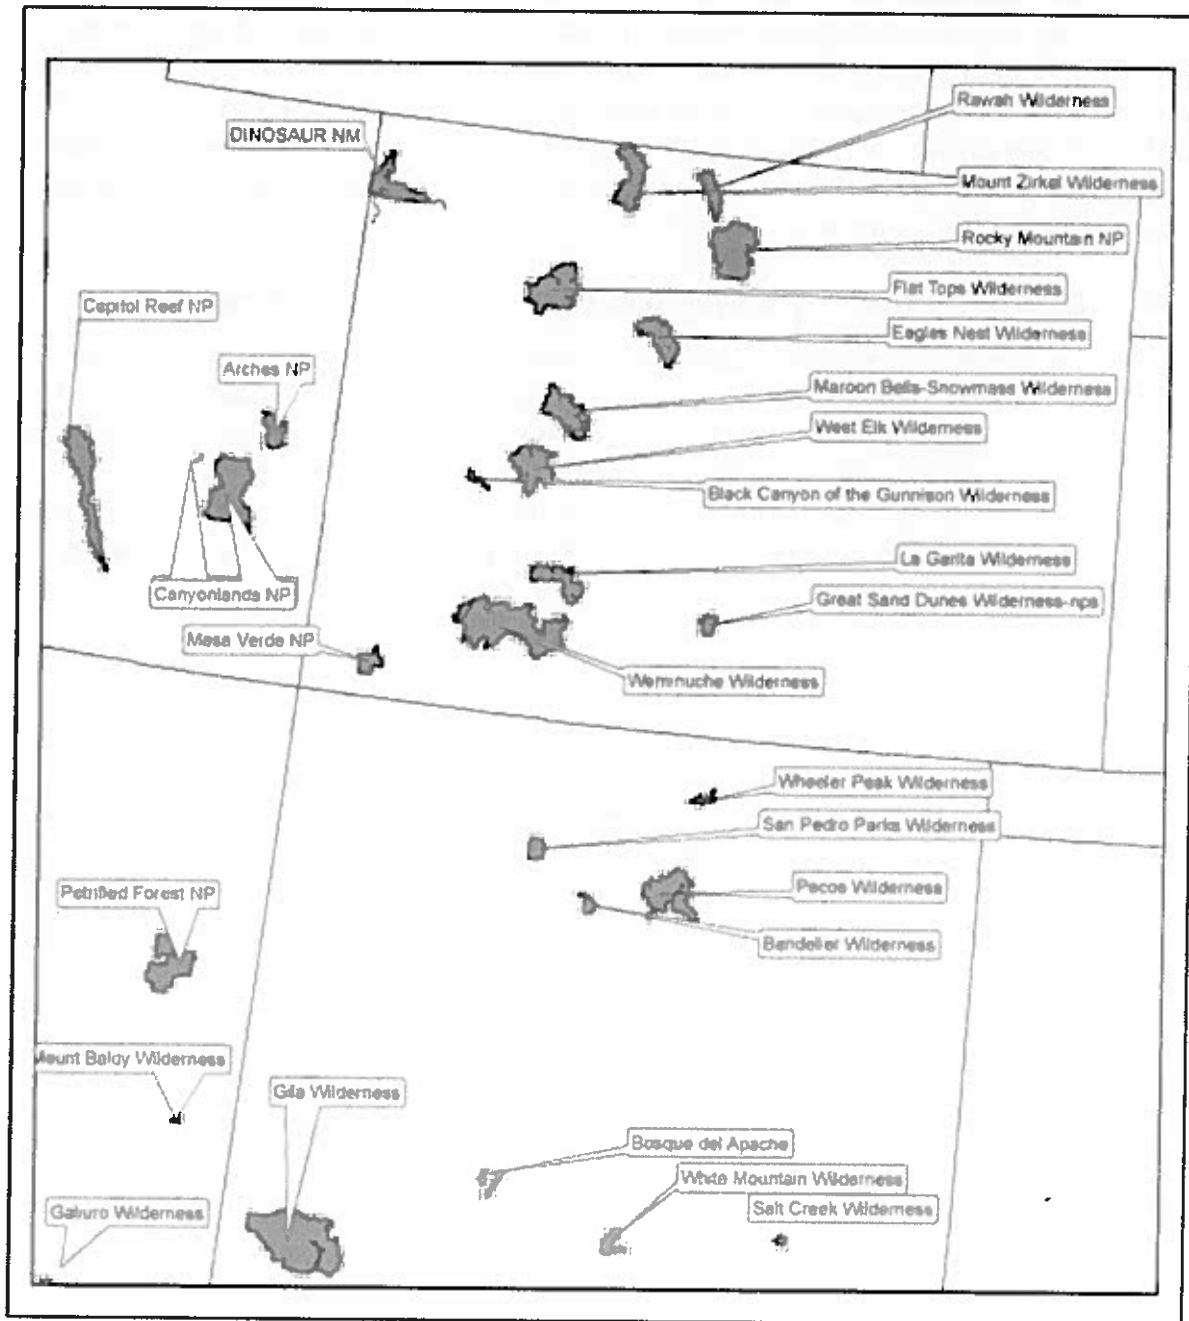 Rawah Wilderness
DINOSAUR NM
Mount Zirkel Wilderness
Rocky Mountain NP
Flat Tops Wilderness
Capitol Reef NP
Eagles Nest Wilderness
Arches NP
Maroon Bells-Snowmass Wilderness
West Elk Wilderness
Black Canyon of the Gunnison Wilderness
La Garita Wilderness
Canyonlands NP
Great Sand Dunes Wilderness-nps
Mesa Verde NP
Weminuche Wilderness
Wheeler Peak Wilderness
San Pedro Parks Wilderness
Petrified Forest NP
Pecos Wilderness
Bandelier Wilderness
Mount Baldy Wilderness
Gila Wilderness
Bosque del Apache
White Mountain Wilderness
Salt Creek Wilderness
Galiuro Wilderness